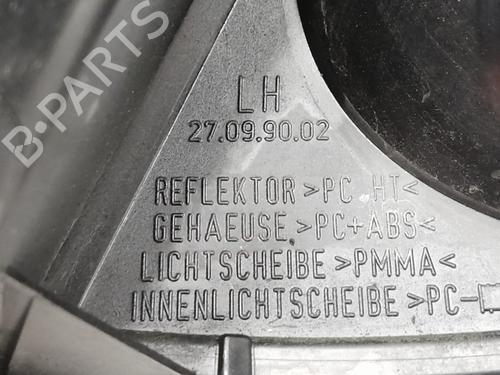 B-PARTS
LH
27.09.90.02
REFLEKTOR >PC HT<
GEHAEUSE >PC+ABS<
LICHTSCHEIBE >PMMA<
INNENLICHTSCHEIBE >PC-